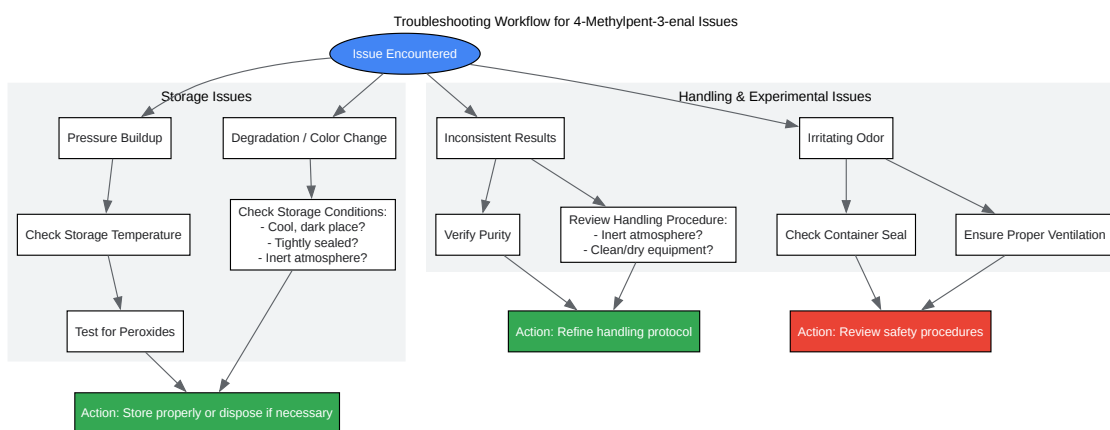 Troubleshooting Workflow for 4-Methylpent-3-enal Issues
Issue Encountered
Storage Issues
Handling & Experimental Issues
Pressure Buildup
Degradation / Color Change
Inconsistent Results
Irritating Odor
Check Storage Temperature
Check Storage Conditions:
- Cool, dark place?
- Tightly sealed?
- Inert atmosphere?
Verify Purity
Review Handling Procedure:
- Inert atmosphere?
- Clean/dry equipment?
Check Container Seal
Ensure Proper Ventilation
Test for Peroxides
Action: Refine handling protocol
Action: Review safety procedures
Action: Store properly or dispose if necessary